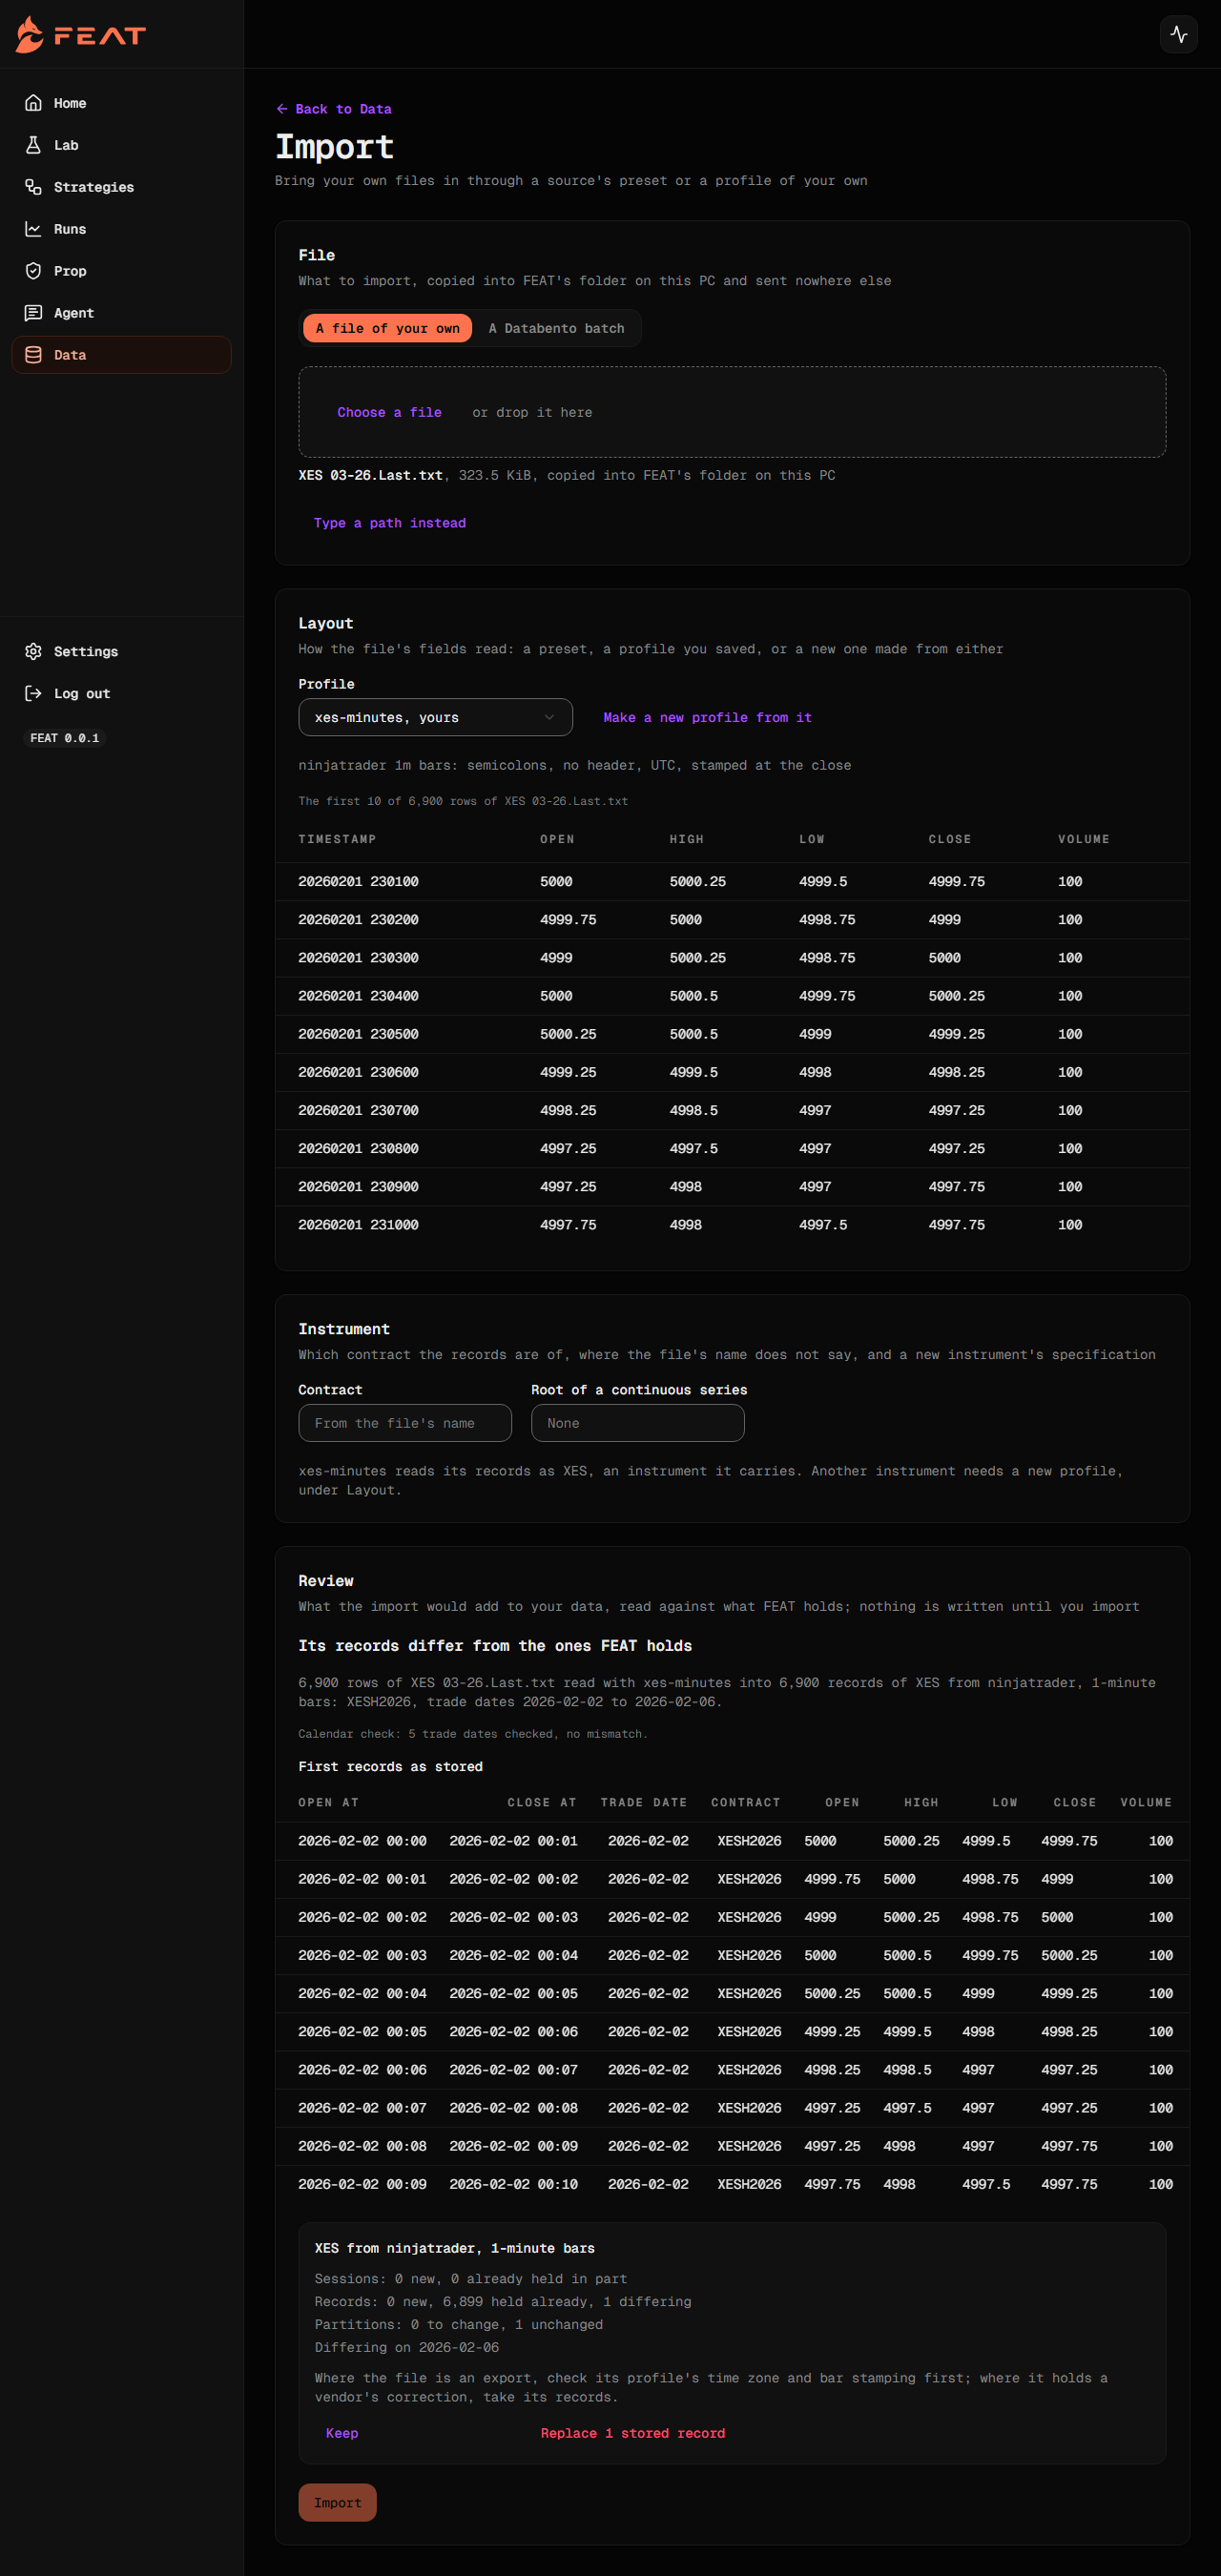 FEAT
Home
Lab
Strategies
Runs
Prop
Agent
Data
Settings
Log out
FEAT 0.0.1
Back to Data
Import
Bring your own files in through a source's preset or a profile of your own
File
What to import, copied into FEAT's folder on this PC and sent nowhere else
A file of your own A Databento batch
Choose a file or drop it here
XES 03-26.Last.txt, 323.5 KiB, copied into FEAT's folder on this PC
Type a path instead
Layout
How the file's fields read: a preset, a profile you saved, or a new one made from either
Profile
xes-minutes, yours Make a new profile from it
ninjatrader 1m bars: semicolons, no header, UTC, stamped at the close
The first 10 of 6,900 rows of XES 03-26.Last.txt
TIMESTAMP OPEN HIGH LOW CLOSE VOLUME
20260201 230100 5000 5000.25 4999.5 4999.75 100
20260201 230200 4999.75 5000 4998.75 4999 100
20260201 230300 4999 5000.25 4998.75 5000 100
20260201 230400 5000 5000.5 4999.75 5000.25 100
20260201 230500 5000.25 5000.5 4999 4999.25 100
20260201 230600 4999.25 4999.5 4998 4998.25 100
20260201 230700 4998.25 4998.5 4997 4997.25 100
20260201 230800 4997.25 4997.5 4997 4997.25 100
20260201 230900 4997.25 4998 4997 4997.75 100
20260201 231000 4997.75 4998 4997.5 4997.75 100
Instrument
Which contract the records are of, where the file's name does not say, and a new instrument's specification
Contract Root of a continuous series
From the file's name None
xes-minutes reads its records as XES, an instrument it carries. Another instrument needs a new profile,
under Layout.
Review
What the import would add to your data, read against what FEAT holds; nothing is written until you import
Its records differ from the ones FEAT holds
6,900 rows of XES 03-26.Last.txt read with xes-minutes into 6,900 records of XES from ninjatrader, 1-minute
bars: XESH2026, trade dates 2026-02-02 to 2026-02-06.
Calendar check: 5 trade dates checked, no mismatch.
First records as stored
OPEN AT CLOSE AT TRADE DATE CONTRACT OPEN HIGH LOW CLOSE VOLUME
2026-02-02 00:00 2026-02-02 00:01 2026-02-02 XESH2026 5000 5000.25 4999.5 4999.75 100
2026-02-02 00:01 2026-02-02 00:02 2026-02-02 XESH2026 4999.75 5000 4998.75 4999 100
2026-02-02 00:02 2026-02-02 00:03 2026-02-02 XESH2026 4999 5000.25 4998.75 5000 100
2026-02-02 00:03 2026-02-02 00:04 2026-02-02 XESH2026 5000 5000.5 4999.75 5000.25 100
2026-02-02 00:04 2026-02-02 00:05 2026-02-02 XESH2026 5000.25 5000.5 4999 4999.25 100
2026-02-02 00:05 2026-02-02 00:06 2026-02-02 XESH2026 4999.25 4999.5 4998 4998.25 100
2026-02-02 00:06 2026-02-02 00:07 2026-02-02 XESH2026 4998.25 4998.5 4997 4997.25 100
2026-02-02 00:07 2026-02-02 00:08 2026-02-02 XESH2026 4997.25 4997.5 4997 4997.25 100
2026-02-02 00:08 2026-02-02 00:09 2026-02-02 XESH2026 4997.25 4998 4997 4997.75 100
2026-02-02 00:09 2026-02-02 00:10 2026-02-02 XESH2026 4997.75 4998 4997.5 4997.75 100
XES from ninjatrader, 1-minute bars
Sessions: 0 new, 0 already held in part
Records: 0 new, 6,899 held already, 1 differing
Partitions: 0 to change, 1 unchanged
Differing on 2026-02-06
Where the file is an export, check its profile's time zone and bar stamping first; where it holds a
vendor's correction, take its records.
Keep Replace 1 stored record
Import